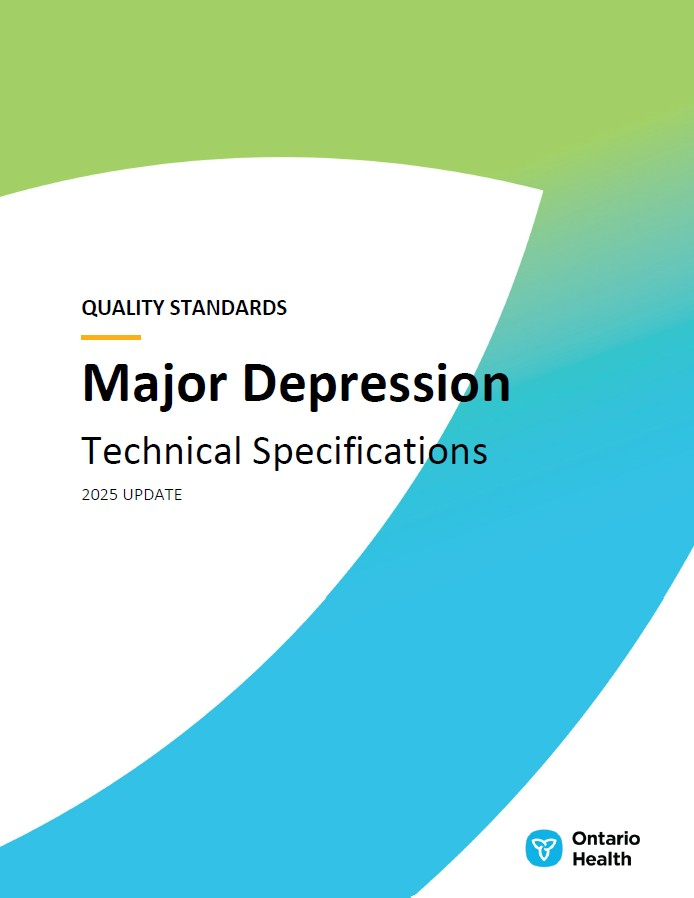 QUALITY STANDARDS
Major Depression
Technical Specifications
2025 UPDATE
Ontario
Health